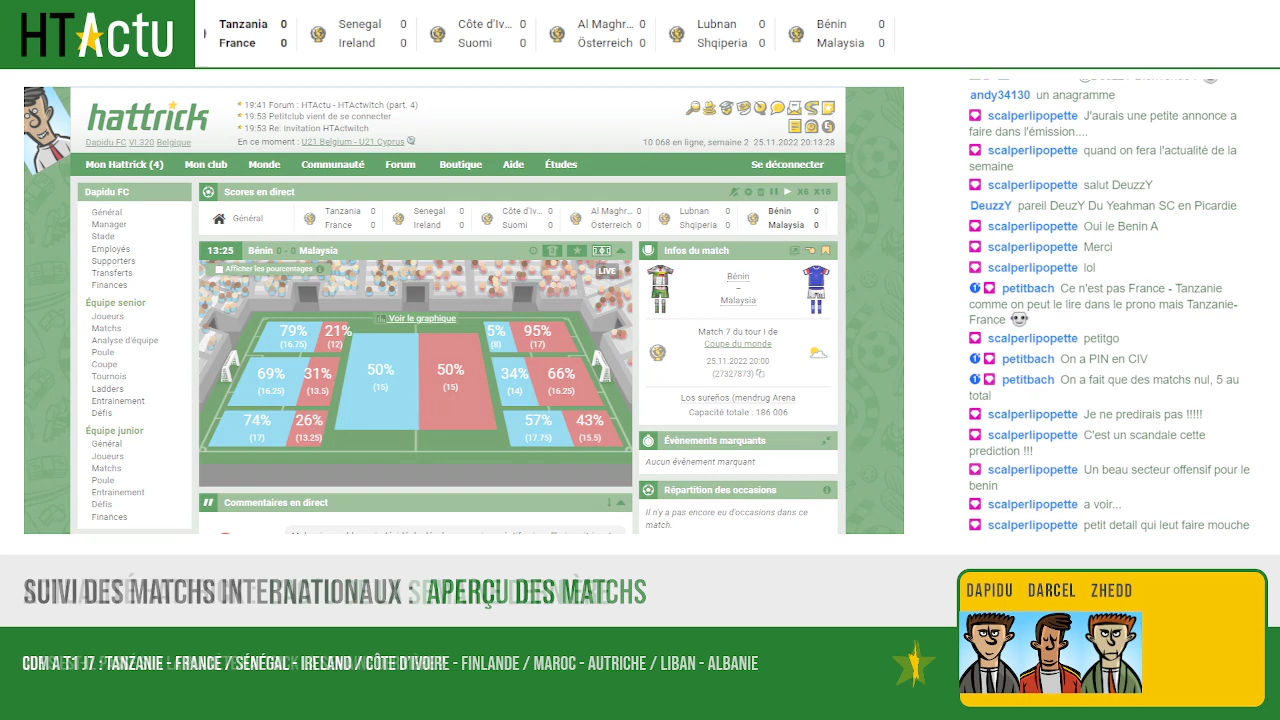 HTActu
Tanzania 0
France 0
Senegal 0
Ireland 0
Côte d'Iv... 0
Suomi 0
Al Maghr... 0
Österreich 0
Lubnan 0
Shqiperia 0
Bénin 0
Malaysia 0
hattrick
Dapidu FC VI.320 Belgique
19:41 Forum : HTActu - HTActwitch (part. 4)
19:53 Petitclub vient de se connecter
19:53 Re: Invitation HTActwitch
En ce moment : U21 Belgium - U21 Cyprus
10 068 en ligne, semaine 2 25.11.2022 20:13:28
Mon Hattrick (4) Mon club Monde Communauté Forum Boutique Aide Études Se déconnecter
Dapidu FC
Général
Manager
Stade
Employés
Supporters
Transferts
Finances
Équipe senior
Joueurs
Matchs
Analyse d'équipe
Poule
Coupe
Tournois
Ladders
Entrainement
Défis
Équipe junior
Général
Joueurs
Matchs
Poule
Entrainement
Défis
Finances
Scores en direct
X6 X18
Général
Tanzania 0
France 0
Senegal 0
Ireland 0
Côte d'Iv... 0
Suomi 0
Al Maghr... 0
Österreich 0
Lubnan 0
Shqiperia 0
Bénin 0
Malaysia 0
13:25 Bénin 0 - 0 Malaysia
Afficher les pourcentages
LIVE
Voir le graphique
79% (16.75)
21% (12)
5% (8)
95% (17)
69% (16.25)
31% (13.5)
50% (15)
50% (15)
34% (14)
66% (16.25)
74% (17)
26% (13.25)
57% (17.75)
43% (15.5)
Commentaires en direct
Infos du match
Bénin
–
Malaysia
Match 7 du tour I de
Coupe du monde
25.11.2022 20:00
(27327873)
Los sureños (mendrug Arena
Capacité totale : 186 006
Évènements marquants
Aucun évènement marquant
Répartition des occasions
Il n'y a pas encore eu d'occasions dans ce
match.
andy34130 un anagramme
scalperlipopette J'aurais une petite annonce a
faire dans l'émission....
scalperlipopette quand on fera l'actualité de la
semaine
scalperlipopette salut DeuzzY
DeuzzY pareil DeuzY Du Yeahman SC en Picardie
scalperlipopette Oui le Benin A
scalperlipopette Merci
scalperlipopette lol
petitbach Ce n'est pas France - Tanzanie
comme on peut le lire dans le prono mais Tanzanie-
France
scalperlipopette petitgo
petitbach On a PIN en CIV
petitbach On a fait que des matchs nul, 5 au
total
scalperlipopette Je ne predirais pas !!!!!
scalperlipopette C'est un scandale cette
prediction !!!
scalperlipopette Un beau secteur offensif pour le
benin
scalperlipopette a voir...
scalperlipopette petit detail qui leut faire mouche
SUIVI DES MATCHS INTERNATIONAUX : APERÇU DES MATCHS
CDM A T1 J7 : TANZANIE - FRANCE / SÉNÉGAL - IRELAND / CÔTE D'IVOIRE - FINLANDE / MAROC - AUTRICHE / LIBAN - ALBANIE
DAPIDU DARCEL ZHEDD